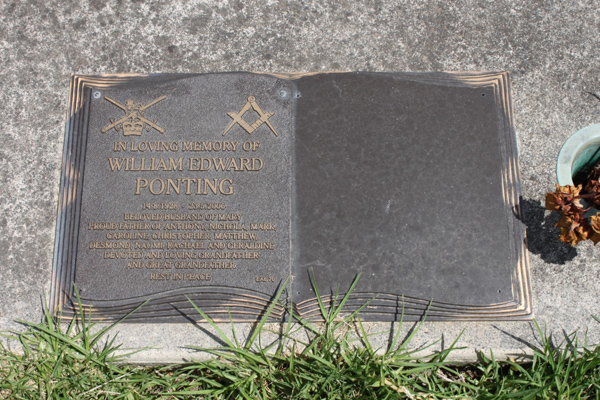 IN LOVING MEMORY OF
WILLIAM EDWARD
PONTING
BELOVED HUSBAND OF MARY
PROUD FATHER OF ANTHONY, NICHOLA, MARK,
CAROLINE, CHRISTOPHER, MATTHEW,
DESMOND, NAOMI, RACHAEL AND GERARDINE
DEVOTED AND LOVING GRANDFATHER
AND GREAT GRANDFATHER
REST IN PEACE